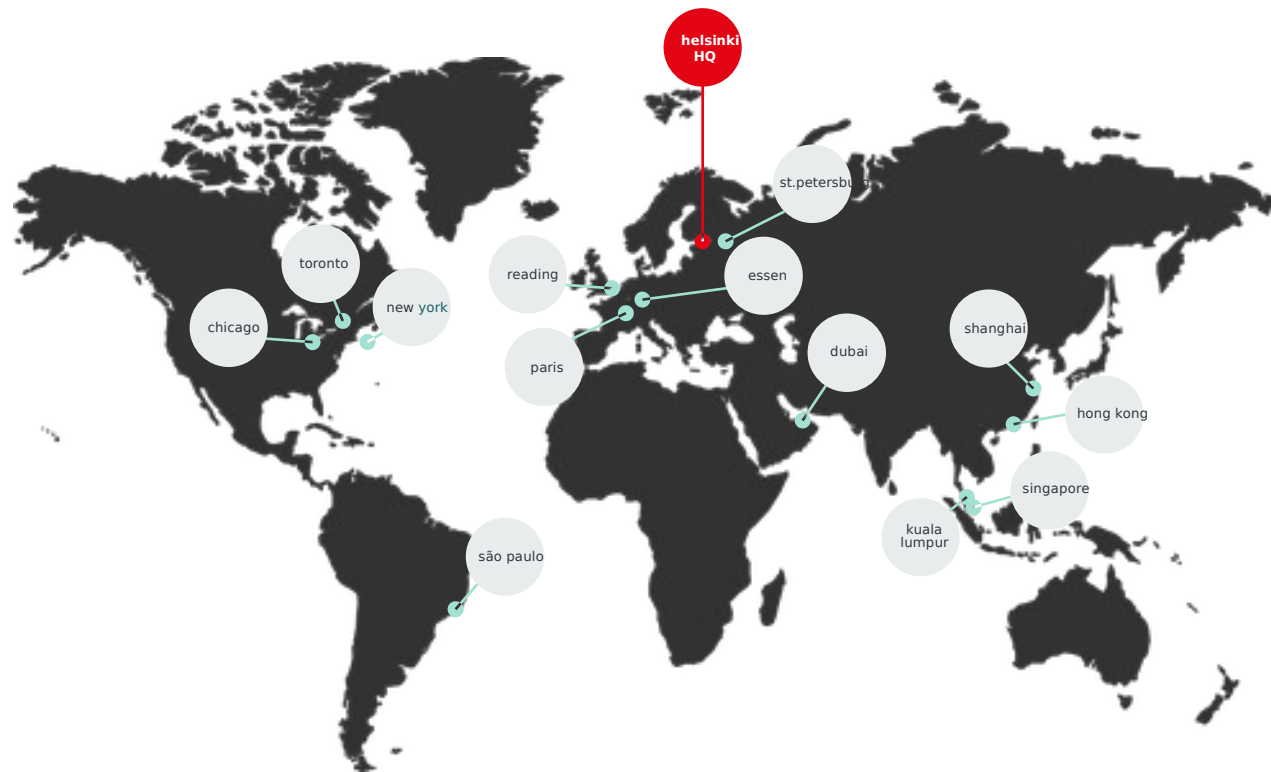 helsinki
HQ
st.petersburg
toronto
reading
essen
new york
chicago
shanghai
dubai
paris
hong kong
singapore
kuala
lumpur
são paulo